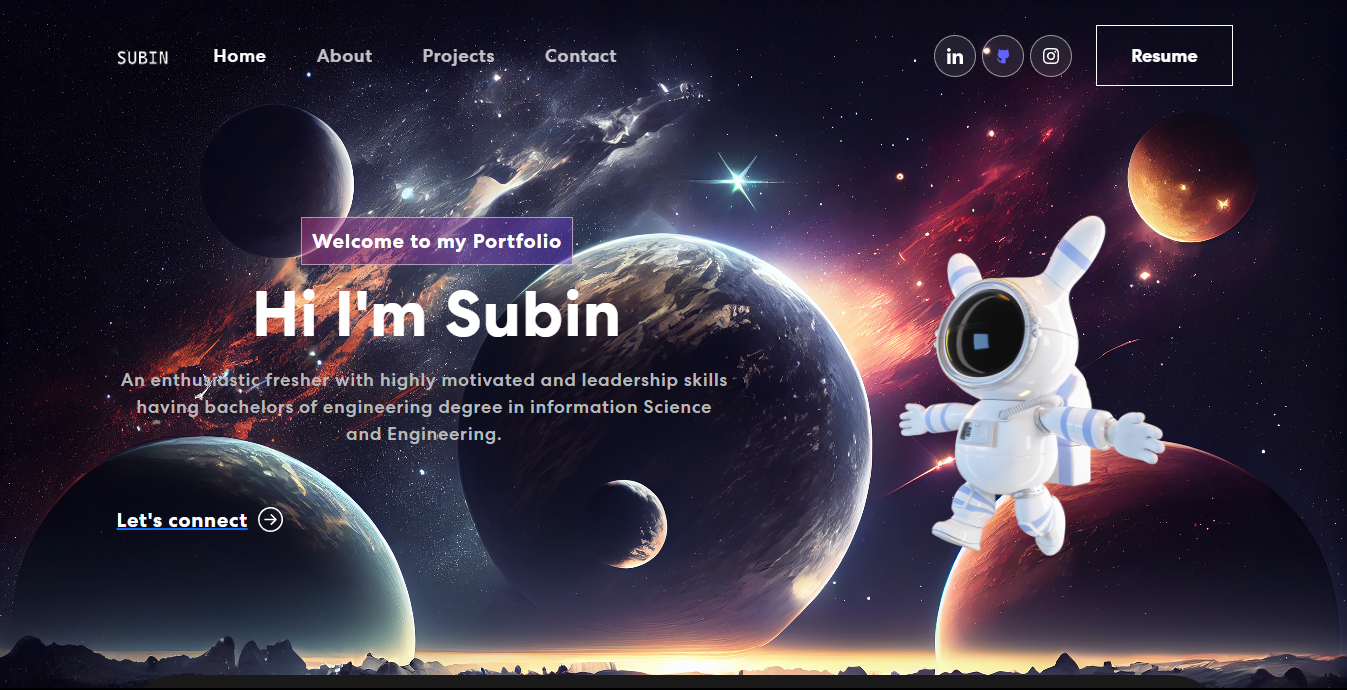 SUBIN
Home
About
Projects
Contact
in
Resume
Welcome to my Portfolio
Hi I'm Subin
An enthusiastic fresher with highly motivated and leadership skills
having bachelors of engineering degree in information Science
and Engineering.
Let's connect